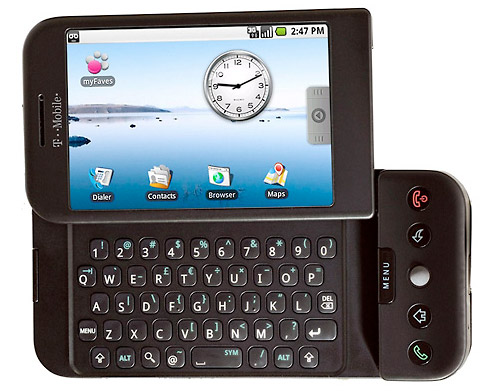 3G 2:47 PM
myFaves
T··Mobile·
Dialer Contacts Browser Maps
MENU
1! 2@ 3# 4$ 5% 6^ 7& 8* 9( 0)
Q W E R T Y U I O P
A S D F G H J K L DEL
MENU Z X C V B N M , .
ALT @ SYM ALT